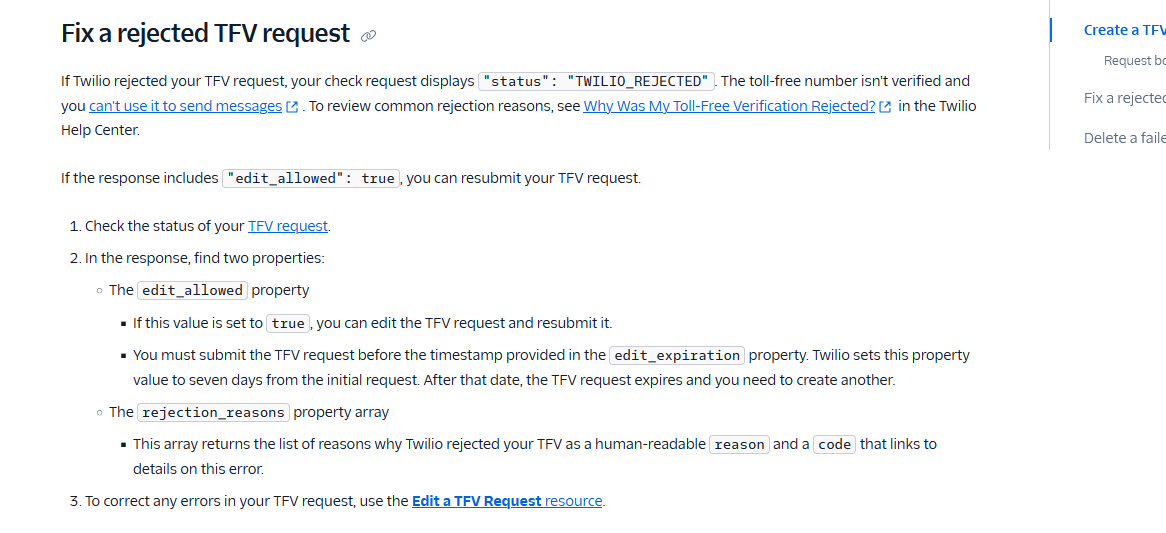 Fix a rejected TFV request
If Twilio rejected your TFV request, your check request displays "status": "TWILIO_REJECTED" . The toll-free number isn't verified and
you can't use it to send messages . To review common rejection reasons, see Why Was My Toll-Free Verification Rejected? in the Twilio
Help Center.
If the response includes "edit_allowed": true , you can resubmit your TFV request.
1. Check the status of your TFV request.
2. In the response, find two properties:
○ The edit_allowed property
▪ If this value is set to true , you can edit the TFV request and resubmit it.
▪ You must submit the TFV request before the timestamp provided in the edit_expiration property. Twilio sets this property
value to seven days from the initial request. After that date, the TFV request expires and you need to create another.
○ The rejection_reasons property array
▪ This array returns the list of reasons why Twilio rejected your TFV as a human-readable reason and a code that links to
details on this error.
3. To correct any errors in your TFV request, use the Edit a TFV Request resource.
Create a TFV
Request bo
Fix a rejected
Delete a faile